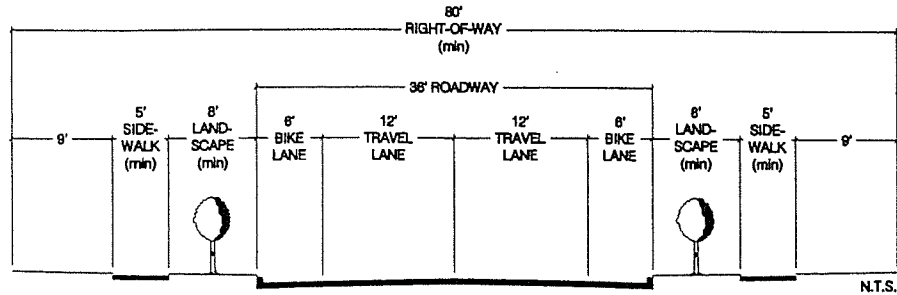 80'
RIGHT-OF-WAY
(min)
36' ROADWAY
9'
5'
SIDE-
WALK
(min)
8'
LAND-
SCAPE
(min)
6'
BIKE
LANE
12'
TRAVEL
LANE
12'
TRAVEL
LANE
6'
BIKE
LANE
8'
LAND-
SCAPE
(min)
5'
SIDE-
WALK
(min)
9'
N.T.S.